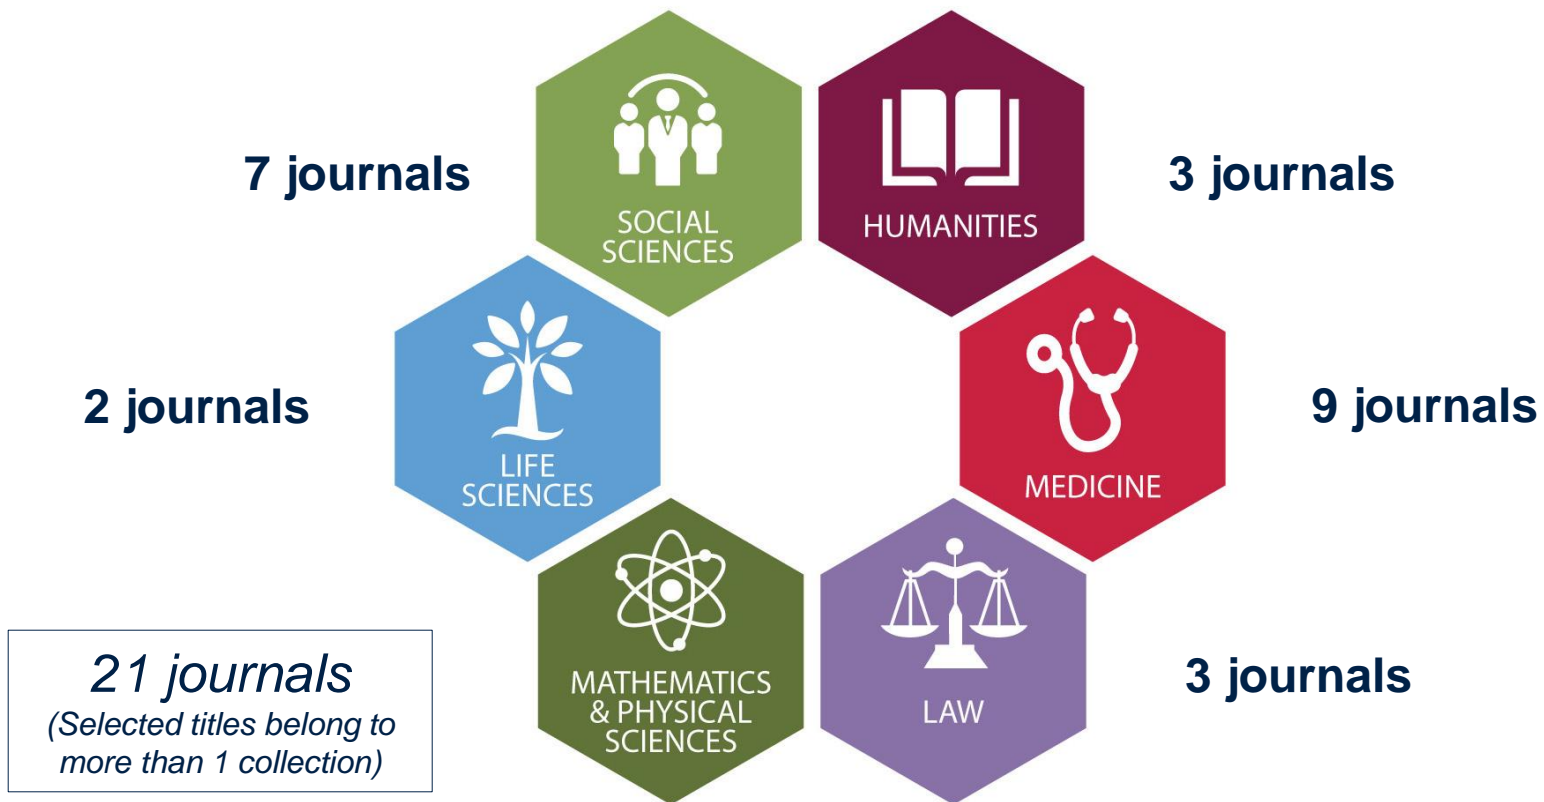 7 journals
SOCIAL
SCIENCES
HUMANITIES
3 journals
2 journals
LIFE
SCIENCES
MEDICINE
9 journals
MATHEMATICS
& PHYSICAL
SCIENCES
LAW
3 journals
21 journals
(Selected titles belong to
more than 1 collection)